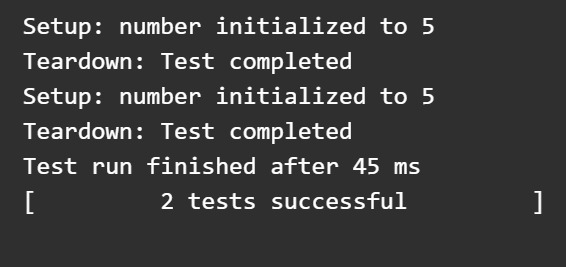 Setup: number initialized to 5
Teardown: Test completed
Setup: number initialized to 5
Teardown: Test completed
Test run finished after 45 ms
[         2 tests successful         ]